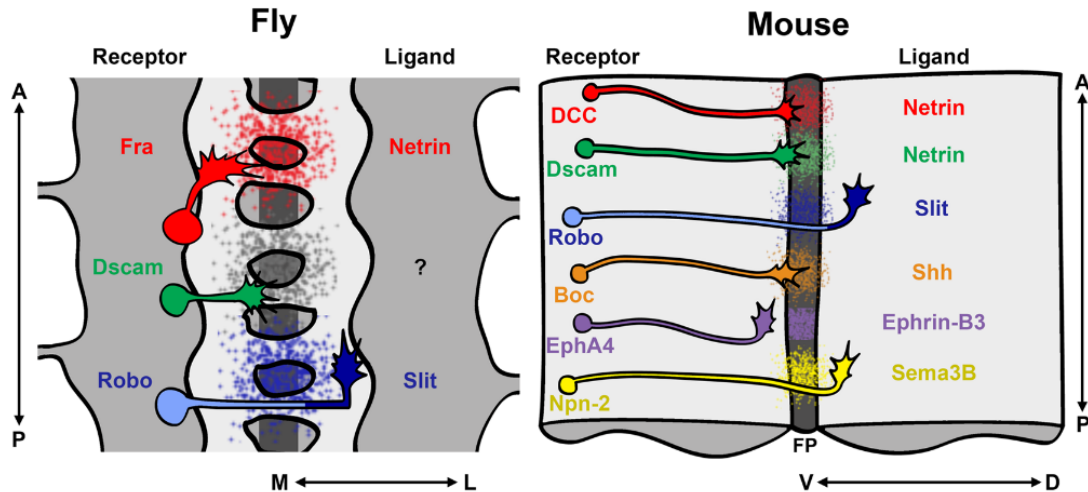 Fly
Receptor
Ligand
A
P
Fra
Netrin
Dscam
?
Robo
Slit
M
L
Mouse
Receptor
Ligand
A
P
DCC
Netrin
Dscam
Netrin
Robo
Slit
Boc
Shh
EphA4
Ephrin-B3
Npn-2
Sema3B
FP
V
D